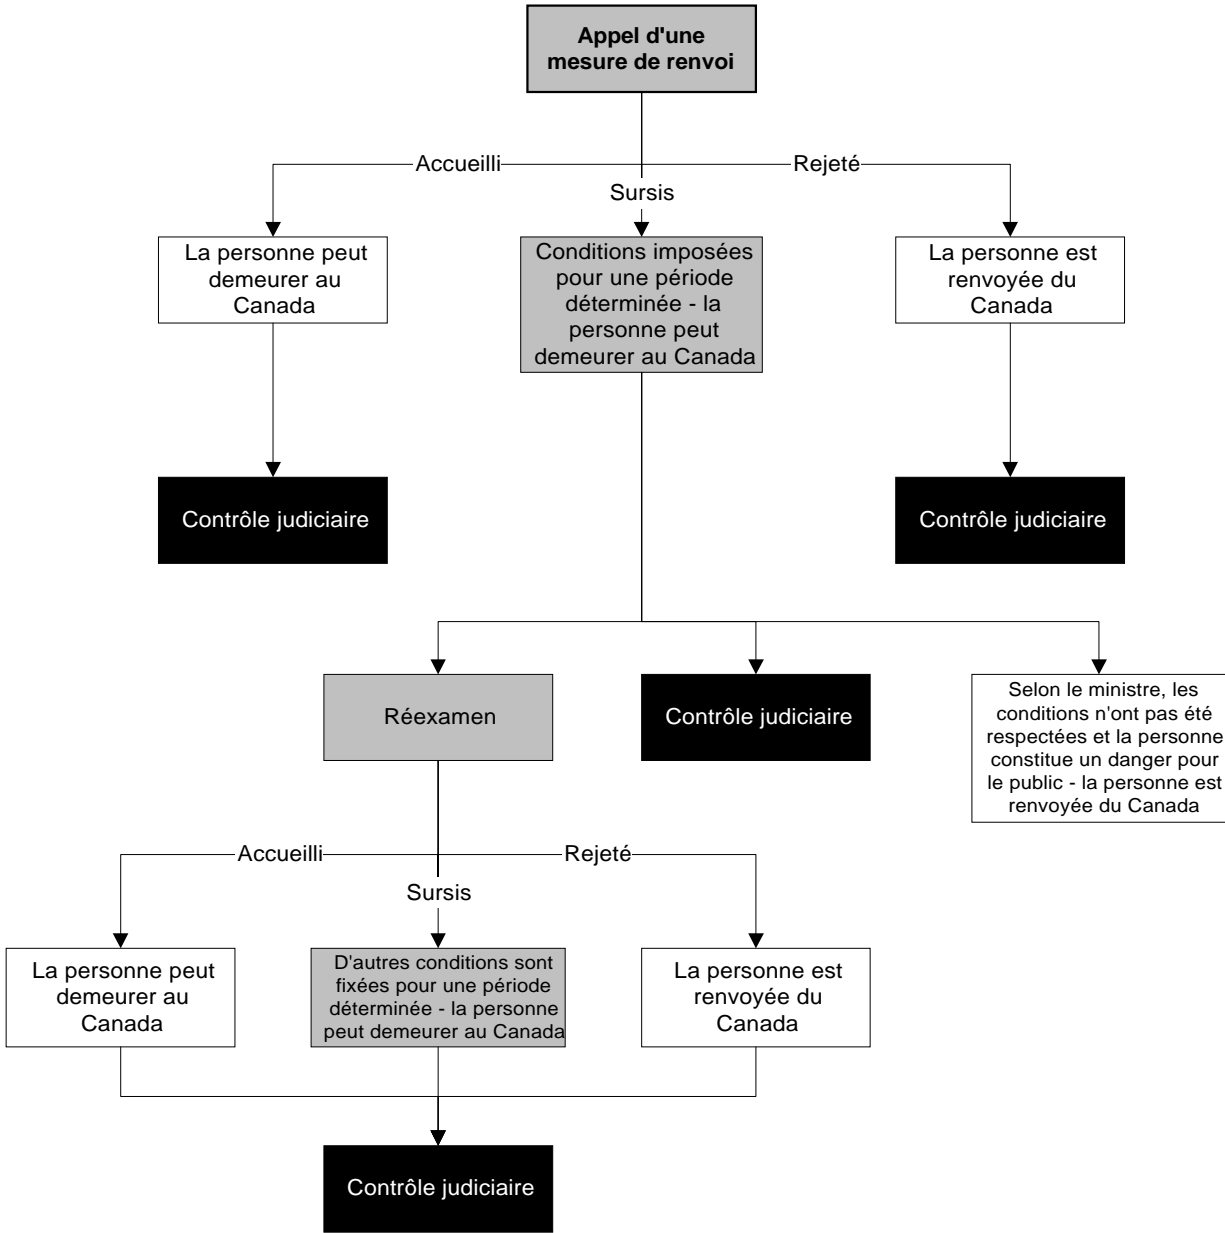 Appel d'une
mesure de renvoi
Accueilli
Rejeté
Sursis
La personne peut
demeurer au
Canada
Conditions imposées
pour une période
déterminée - la
personne peut
demeurer au Canada
La personne est
renvoyée du
Canada
Contrôle judiciaire
Contrôle judiciaire
Réexamen
Contrôle judiciaire
Selon le ministre, les
conditions n'ont pas été
respectées et la personne
constitue un danger pour
le public - la personne est
renvoyée du Canada
Accueilli
Rejeté
Sursis
La personne peut
demeurer au
Canada
D'autres conditions sont
fixées pour une période
déterminée - la personne
peut demeurer au Canada
La personne est
renvoyée du
Canada
Contrôle judiciaire